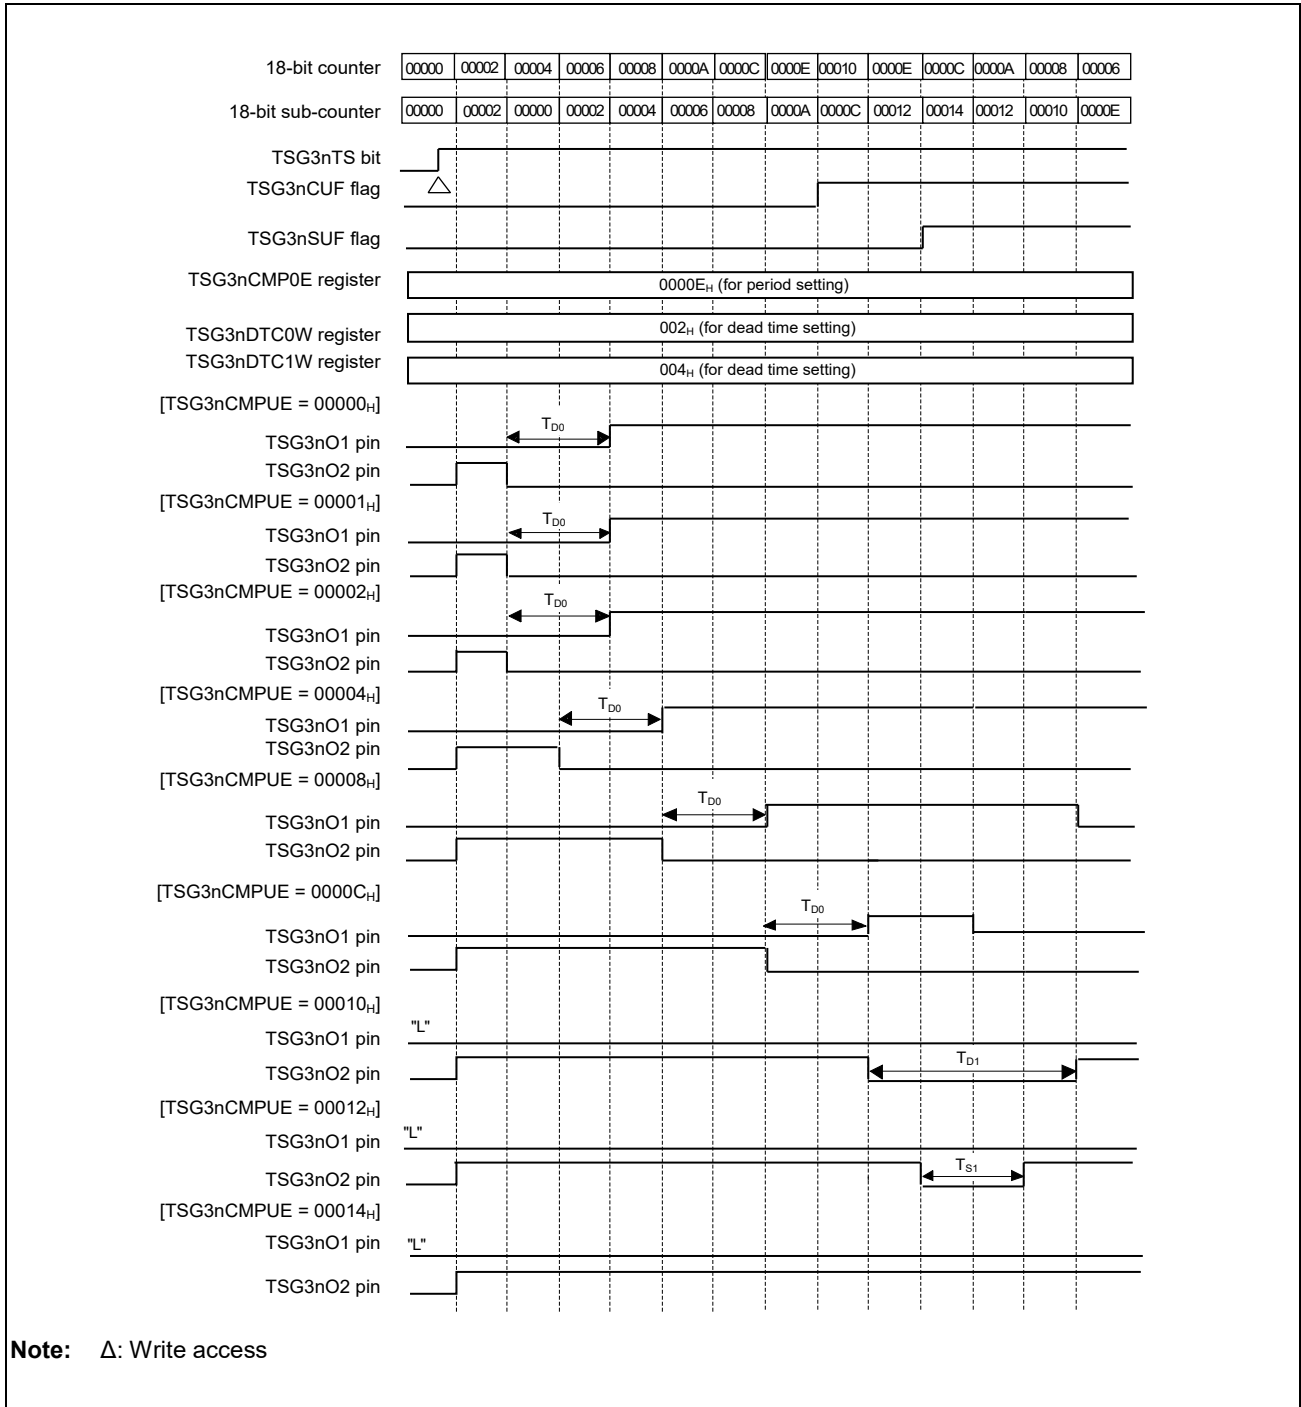 18-bit counter 00000 00002 00004 00006 00008 0000A 0000C 0000E 00010 0000E 0000C 0000A 00008 00006
18-bit sub-counter 00000 00002 00000 00002 00004 00006 00008 0000A 0000C 00012 00014 00012 00010 0000E
TSG3nTS bit
TSG3nCUF flag
TSG3nSUF flag
TSG3nCMP0E register 0000EH (for period setting)
TSG3nDTC0W register 002H (for dead time setting)
TSG3nDTC1W register 004H (for dead time setting)
[TSG3nCMPUE = 00000H]
TSG3nO1 pin TD0
TSG3nO2 pin
[TSG3nCMPUE = 00001H]
TSG3nO1 pin TD0
TSG3nO2 pin
[TSG3nCMPUE = 00002H]
TSG3nO1 pin TD0
TSG3nO2 pin
[TSG3nCMPUE = 00004H]
TSG3nO1 pin TD0
TSG3nO2 pin
[TSG3nCMPUE = 00008H]
TSG3nO1 pin TD0
TSG3nO2 pin
[TSG3nCMPUE = 0000CH]
TSG3nO1 pin TD0
TSG3nO2 pin
[TSG3nCMPUE = 00010H]
TSG3nO1 pin "L"
TSG3nO2 pin TD1
[TSG3nCMPUE = 00012H]
TSG3nO1 pin "L"
TSG3nO2 pin TS1
[TSG3nCMPUE = 00014H]
TSG3nO1 pin "L"
TSG3nO2 pin
Note: Δ: Write access